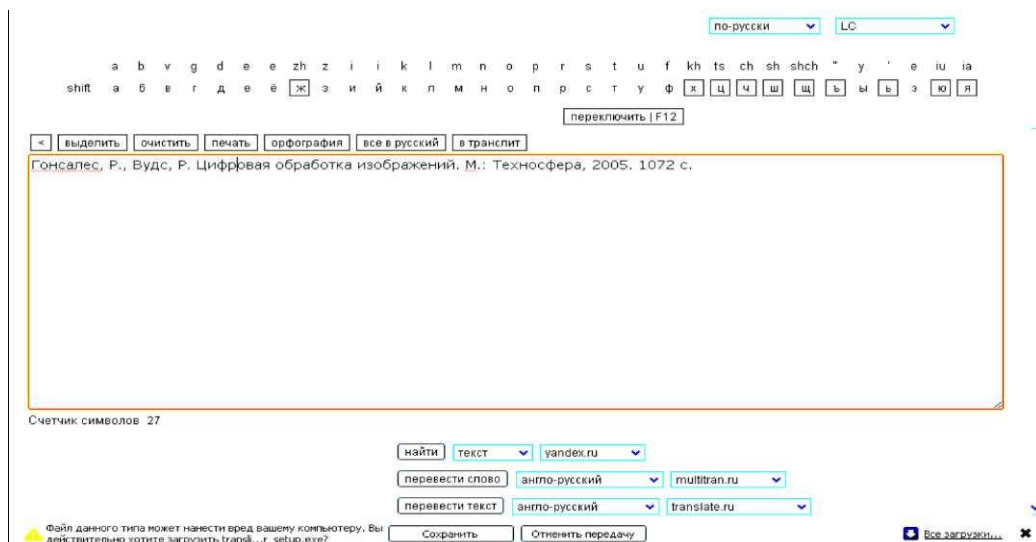 по-русски LC
a b v g d e e zh z i i k l m n o p r s t u f kh ts ch sh shch " y ' e iu ia
shift а б в г д е ё ж з и й к л м н о п р с т у ф х ц ч ш щ ъ ы ь э ю я
переключить | F12
< выделить очистить печать орфография все в русский в транслит
Гонсалес, Р., Вудс, Р. Цифровая обработка изображений. М.: Техносфера, 2005. 1072 с.
Счетчик символов 27
найти текст yandex.ru
перевести слово англо-русский multitran.ru
перевести текст англо-русский translate.ru
Файл данного типа может нанести вред вашему компьютеру. Вы
действительно хотите загрузить transli...r_setup.exe?
Сохранить Отменить передачу Все загрузки...